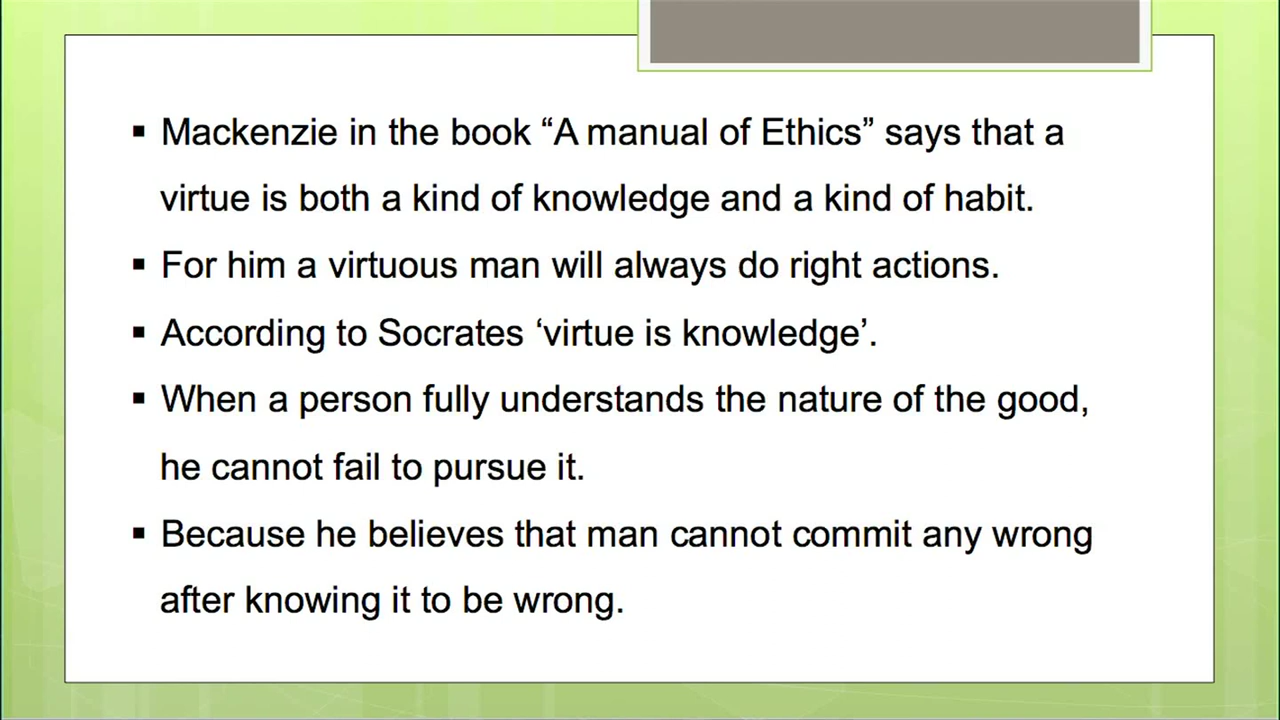 ▪ Mackenzie in the book “A manual of Ethics” says that a
virtue is both a kind of knowledge and a kind of habit.
▪ For him a virtuous man will always do right actions.
▪ According to Socrates ‘virtue is knowledge’.
▪ When a person fully understands the nature of the good,
he cannot fail to pursue it.
▪ Because he believes that man cannot commit any wrong
after knowing it to be wrong.